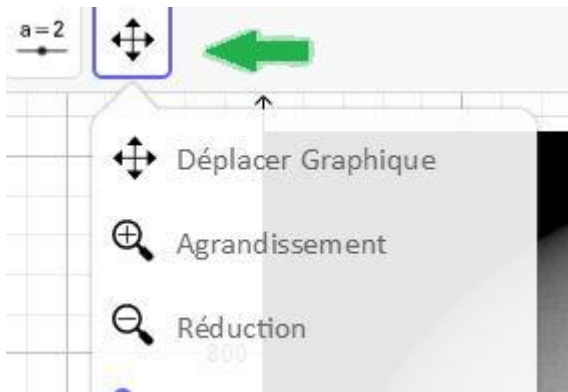 a = 2
Déplacer Graphique
Agrandissement
Réduction
800